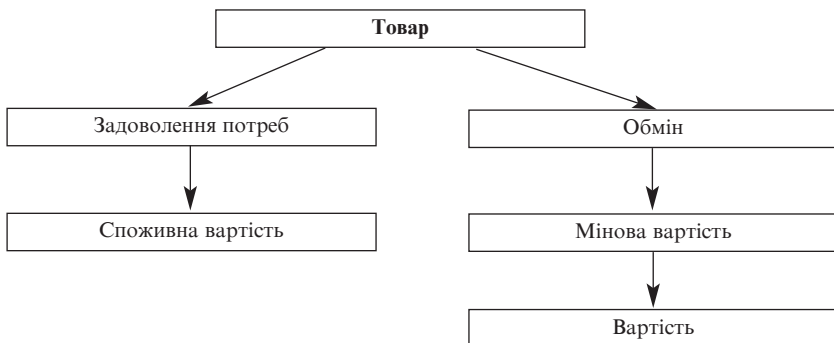 Товар
Задоволення потреб
Обмін
Споживна вартість
Мінова вартість
Вартість